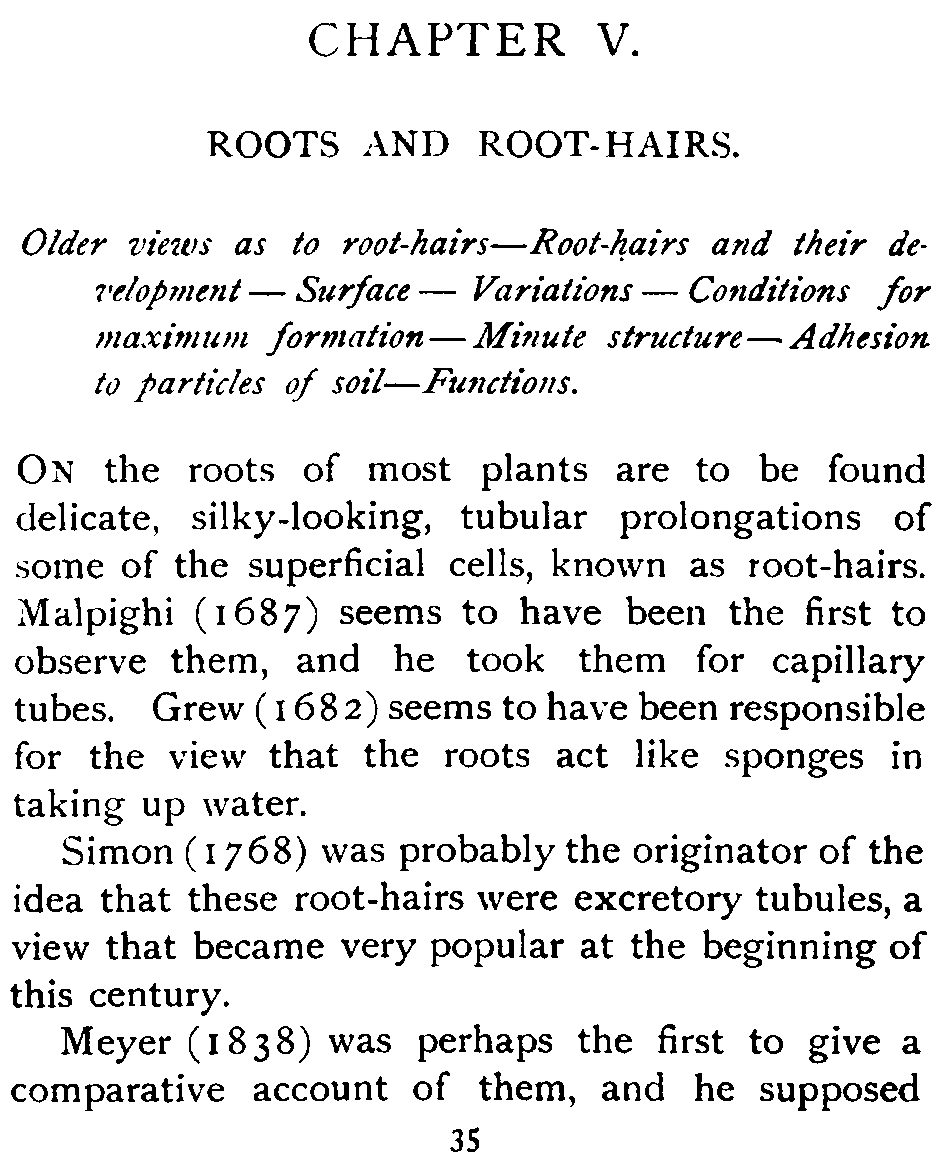 CHAPTER V.
ROOTS AND ROOT-HAIRS.
Older views as to root-hairs—Root-hairs and their de-
velopment — Surface — Variations — Conditions for
maximum formation — Minute structure — Adhesion
to particles of soil—Functions.
ON the roots of most plants are to be found
delicate, silky-looking, tubular prolongations of
some of the superficial cells, known as root-hairs.
Malpighi (1687) seems to have been the first to
observe them, and he took them for capillary
tubes. Grew (1682) seems to have been responsible
for the view that the roots act like sponges in
taking up water.
Simon (1768) was probably the originator of the
idea that these root-hairs were excretory tubules, a
view that became very popular at the beginning of
this century.
Meyer (1838) was perhaps the first to give a
comparative account of them, and he supposed
35